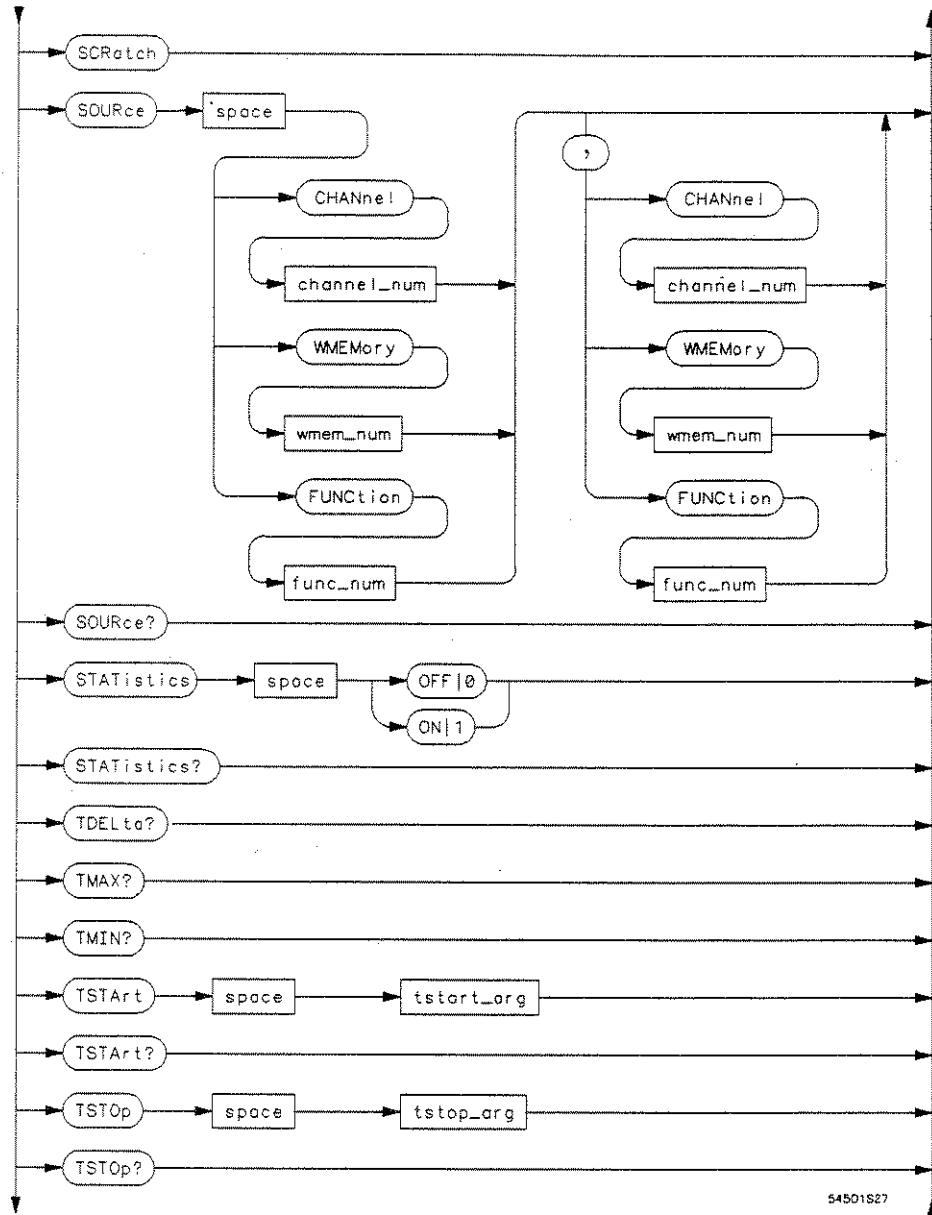 SCRatch
SOURce space
,
CHANnel CHANnel
channel_num channel_num
WMEMory WMEMory
wmem_num wmem_num
FUNCtion FUNCtion
func_num func_num
SOURce?
STATistics space OFF|0
ON|1
STATistics?
TDELta?
TMAX?
TMIN?
TSTArt space tstart_arg
TSTArt?
TSTOp space tstop_arg
TSTOp?
54501S27